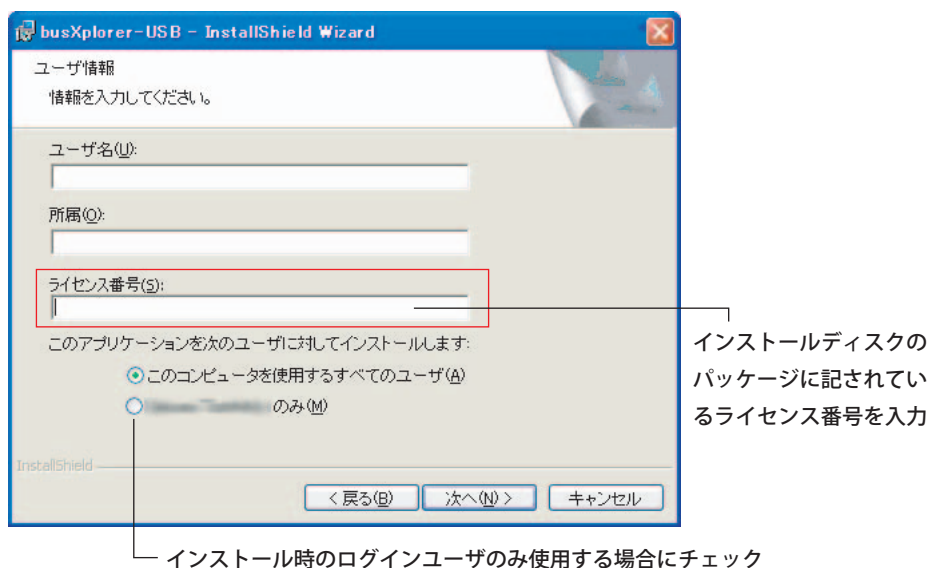 busXplorer-USB - InstallShield Wizard
ユーザ情報
情報を入力してください。
ユーザ名(U):
所属(O):
ライセンス番号(S):
このアプリケーションを次のユーザに対してインストールします:
このコンピュータを使用するすべてのユーザ(A)
のみ(M)
インストールディスクの
パッケージに記されてい
るライセンス番号を入力
InstallShield
< 戻る(B)
次へ(N) >
キャンセル
インストール時のログインユーザのみ使用する場合にチェック